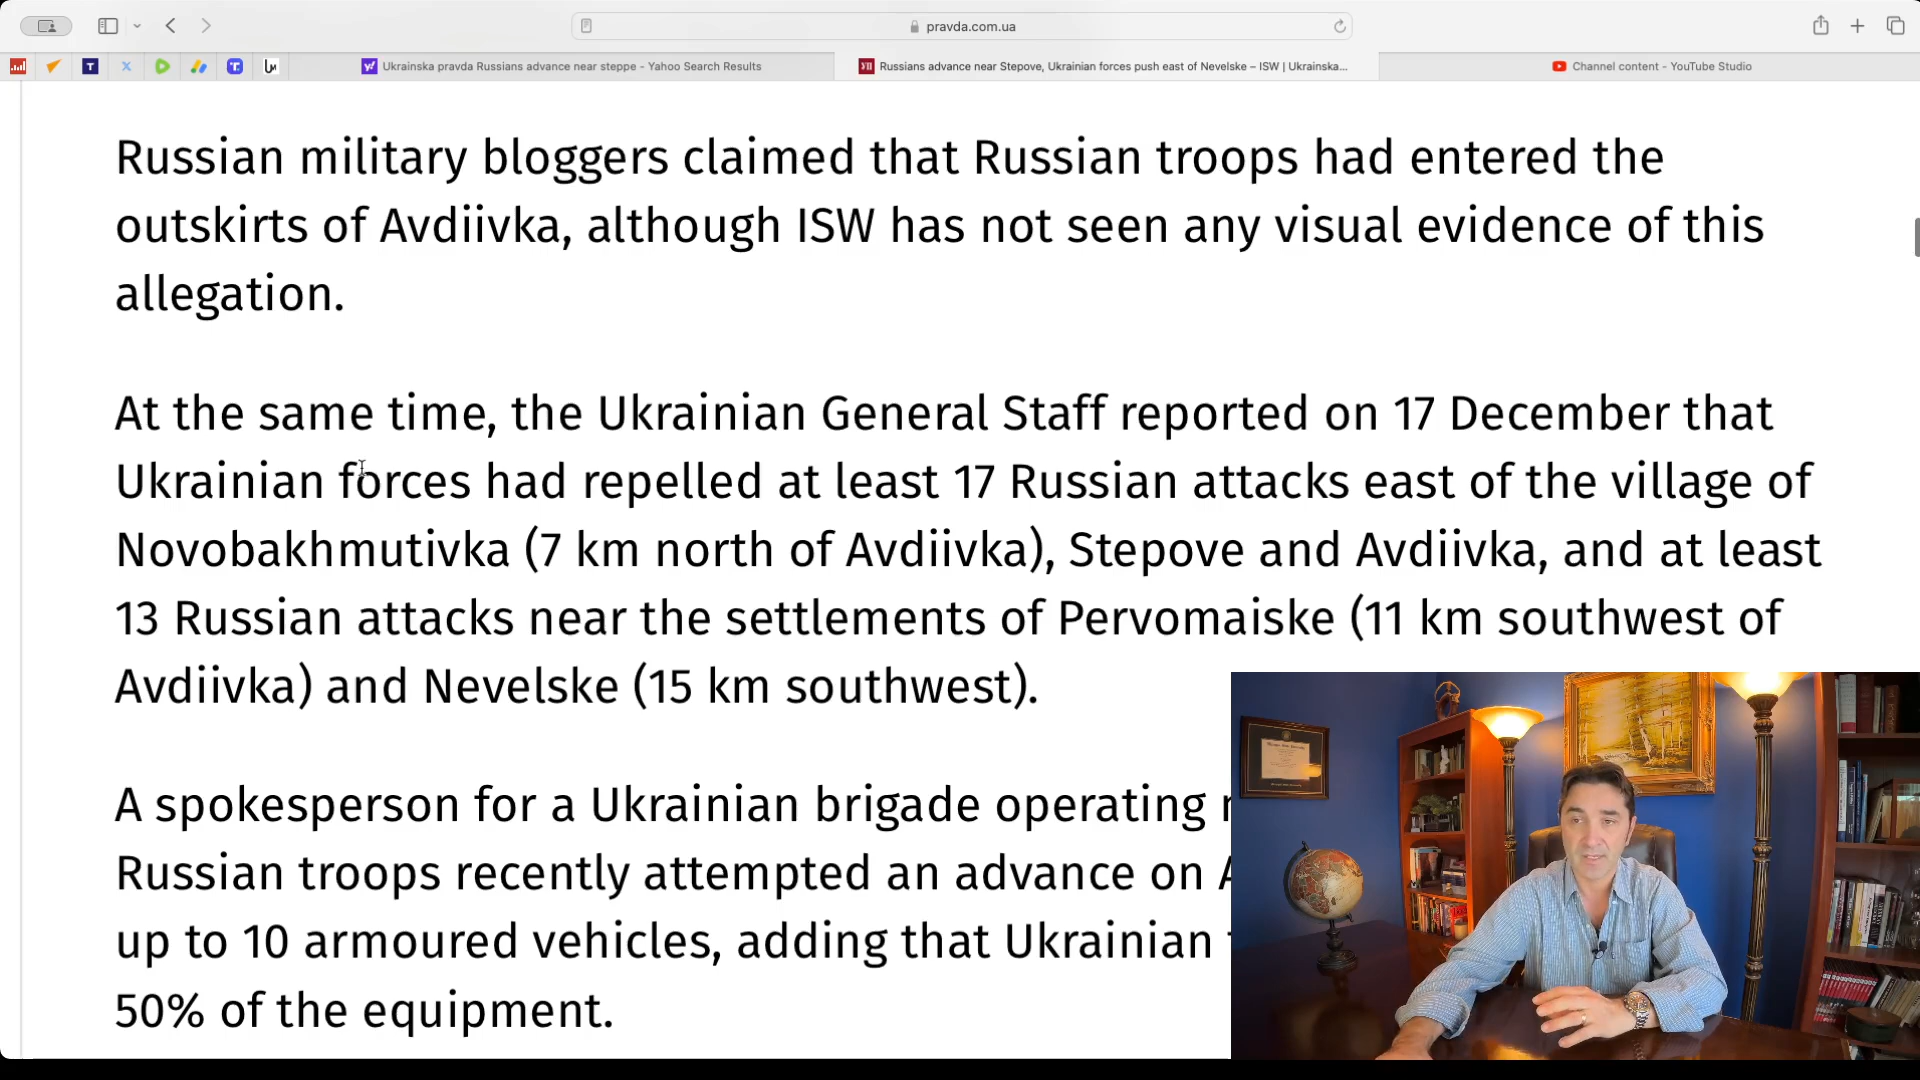 pravda.com.ua
Ukrainska pravda Russians advance near steppe - Yahoo Search Results
Russians advance near Stepove, Ukrainian forces push east of Nevelske – ISW | Ukrainska...
Channel content - YouTube Studio
Russian military bloggers claimed that Russian troops had entered the
outskirts of Avdiivka, although ISW has not seen any visual evidence of this
allegation.
At the same time, the Ukrainian General Staff reported on 17 December that
Ukrainian forces had repelled at least 17 Russian attacks east of the village of
Novobakhmutivka (7 km north of Avdiivka), Stepove and Avdiivka, and at least
13 Russian attacks near the settlements of Pervomaiske (11 km southwest of
Avdiivka) and Nevelske (15 km southwest).
A spokesperson for a Ukrainian brigade operating
Russian troops recently attempted an advance on
up to 10 armoured vehicles, adding that Ukrainian
50% of the equipment.